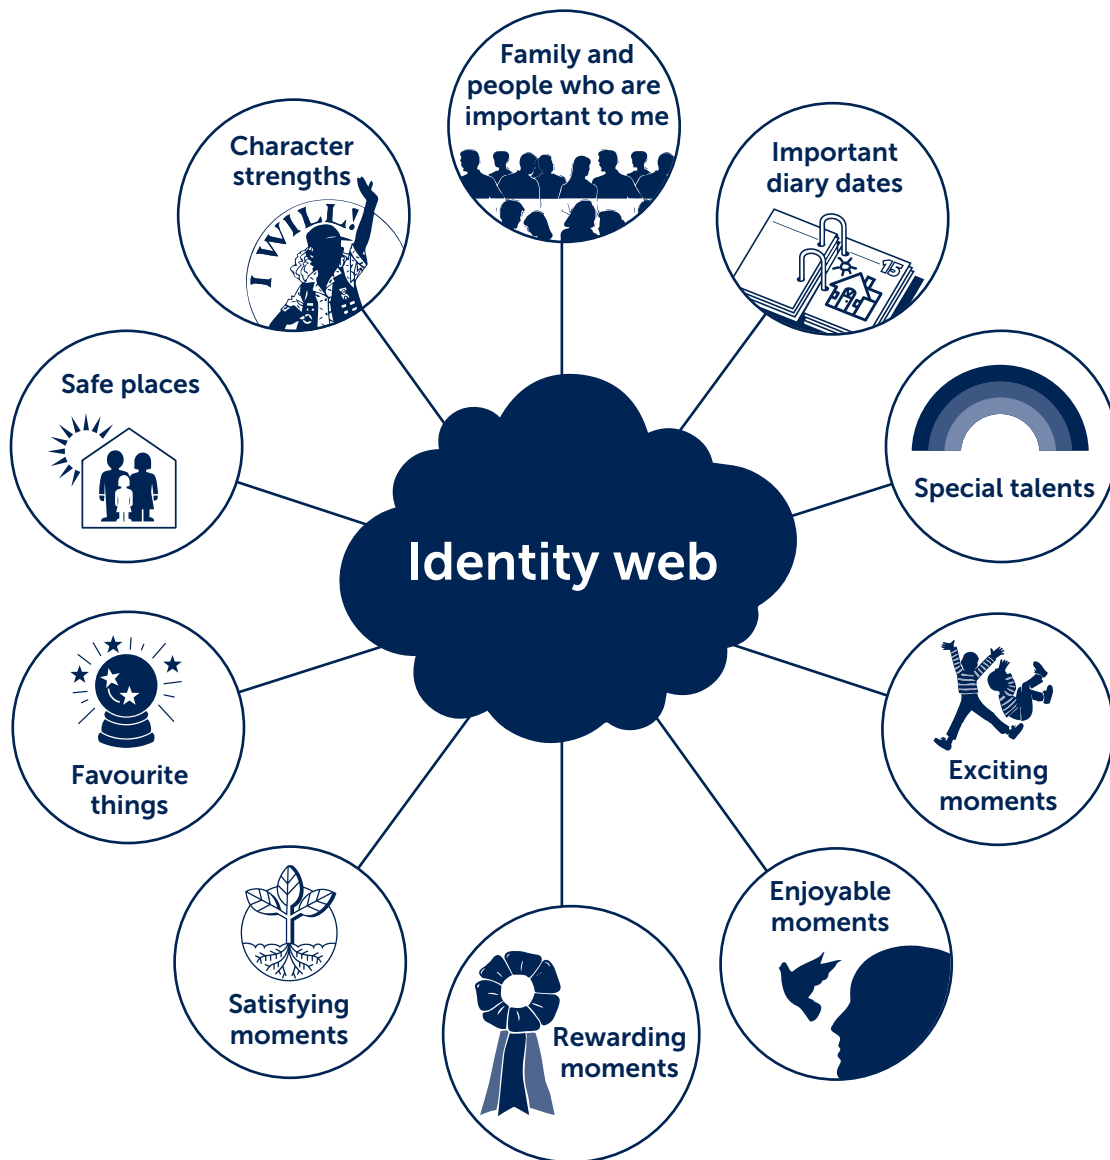 Family and
people who are
important to me
Important
diary dates
15
Special talents
Exciting
moments
Enjoyable
moments
Rewarding
moments
Satisfying
moments
Favourite
things
Safe places
Character
strengths
I WILL!
Identity web